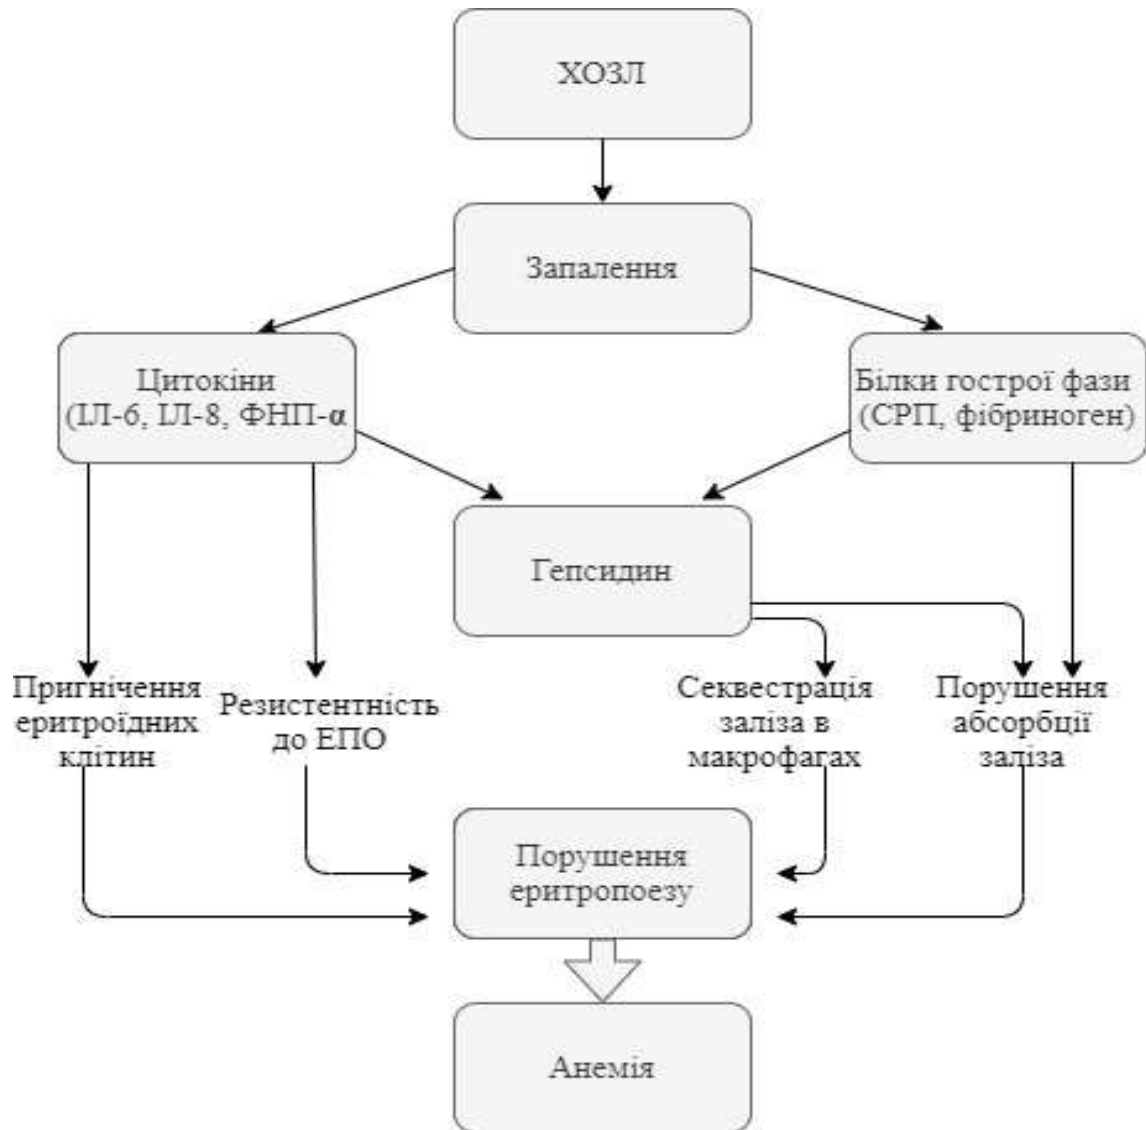 ХОЗЛ
Запалення
Цитокіни
(ІЛ-6, ІЛ-8, ФНП-α
Білки гострої фази
(СРП, фібриноген)
Гепсидин
Пригнічення
еритроїдних
клітин
Резистентність
до ЕПО
Секвестрація
заліза в
макрофагах
Порушення
абсорбції
заліза
Порушення
еритропоезу
Анемія